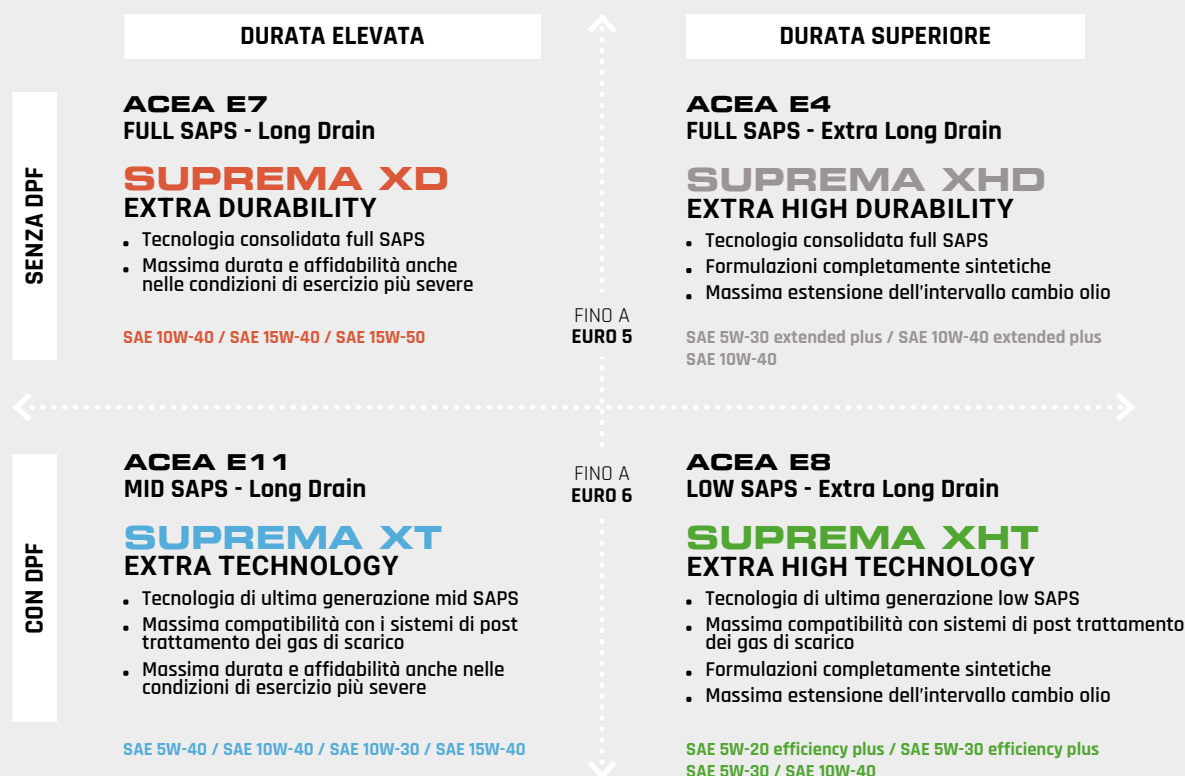 DURATA ELEVATA
DURATA SUPERIORE
SENZA DPF
ACEA E7
FULL SAPS - Long Drain
SUPREMA XD
EXTRA DURABILITY
• Tecnologia consolidata full SAPS
• Massima durata e affidabilità anche
nelle condizioni di esercizio più severe
SAE 10W-40 / SAE 15W-40 / SAE 15W-50
FINO A
EURO 5
ACEA E4
FULL SAPS - Extra Long Drain
SUPREMA XHD
EXTRA HIGH DURABILITY
• Tecnologia consolidata full SAPS
• Formulazioni completamente sintetiche
• Massima estensione dell'intervallo cambio olio
SAE 5W-30 extended plus / SAE 10W-40 extended plus
SAE 10W-40
CON DPF
ACEA E11
MID SAPS - Long Drain
SUPREMA XT
EXTRA TECHNOLOGY
• Tecnologia di ultima generazione mid SAPS
• Massima compatibilità con i sistemi di post
trattamento dei gas di scarico
• Massima durata e affidabilità anche nelle
condizioni di esercizio più severe
SAE 5W-40 / SAE 10W-40 / SAE 10W-30 / SAE 15W-40
FINO A
EURO 6
ACEA E8
LOW SAPS - Extra Long Drain
SUPREMA XHT
EXTRA HIGH TECHNOLOGY
• Tecnologia di ultima generazione low SAPS
• Massima compatibilità con sistemi di post trattamento
dei gas di scarico
• Formulazioni completamente sintetiche
• Massima estensione dell'intervallo cambio olio
SAE 5W-20 efficiency plus / SAE 5W-30 efficiency plus
SAE 5W-30 / SAE 10W-40